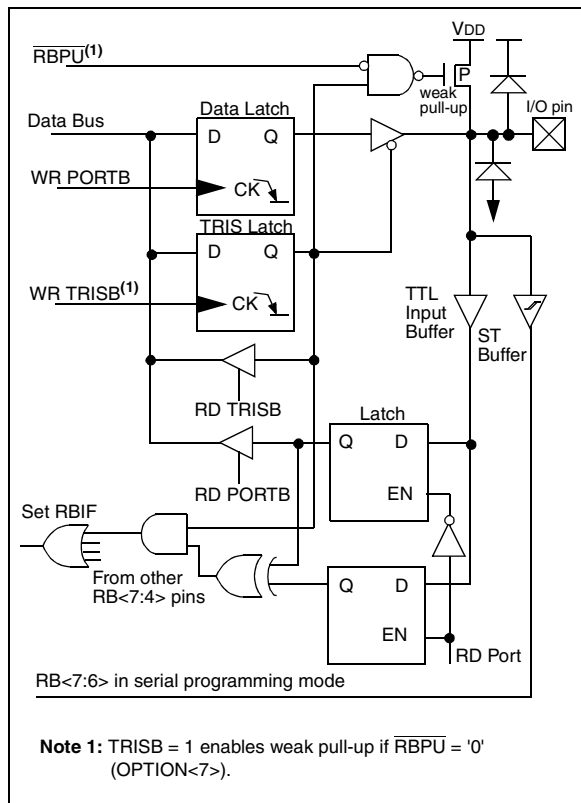 VDD
RBPU(1)
P
weak
pull-up
I/O pin
Data Latch
Data Bus
D Q
WR PORTB
CK
TRIS Latch
D Q
WR TRISB(1)
CK
TTL
Input
Buffer
ST
Buffer
RD TRISB
Latch
Q D
RD PORTB
EN
Set RBIF
From other
RB<7:4> pins
Q D
EN
RD Port
RB<7:6> in serial programming mode
Note 1: TRISB = 1 enables weak pull-up if RBPU = '0'
(OPTION<7>).